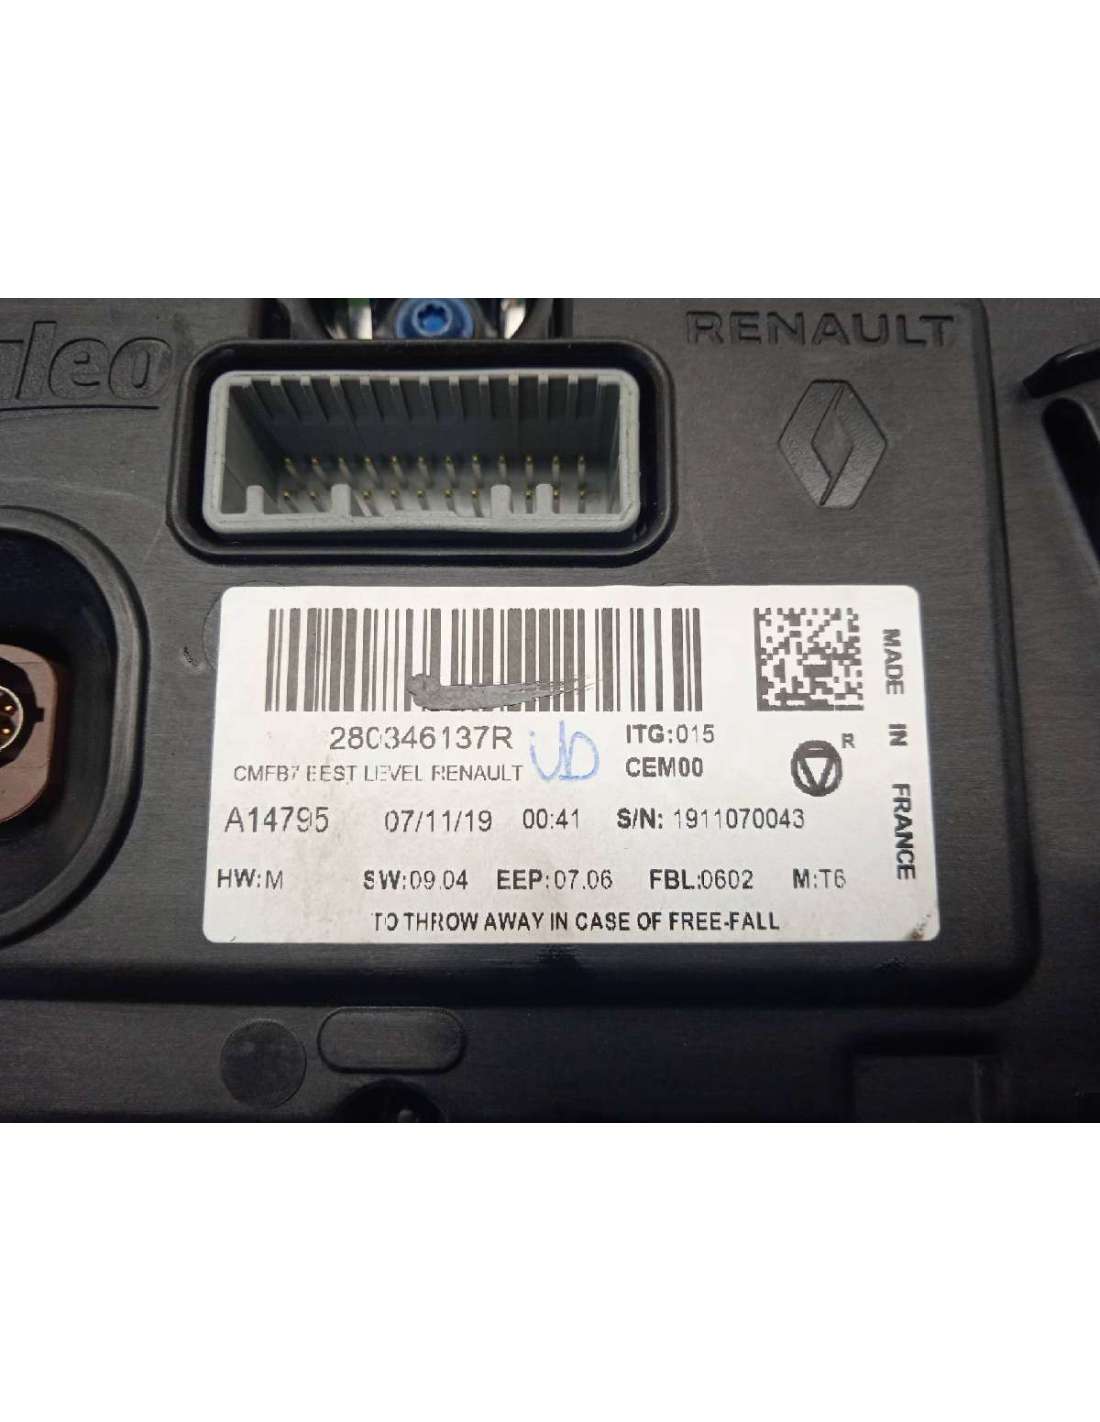 aleo
RENAULT
280346137R
ITG:015
CMFB7 BEST LEVEL RENAULT
CEM00
R
A14795 07/11/19 00:41 S/N: 1911070043
HW:M SW:09.04 EEP:07.06 FBL:0602 M:T6
TO THROW AWAY IN CASE OF FREE-FALL
MADE IN FRANCE